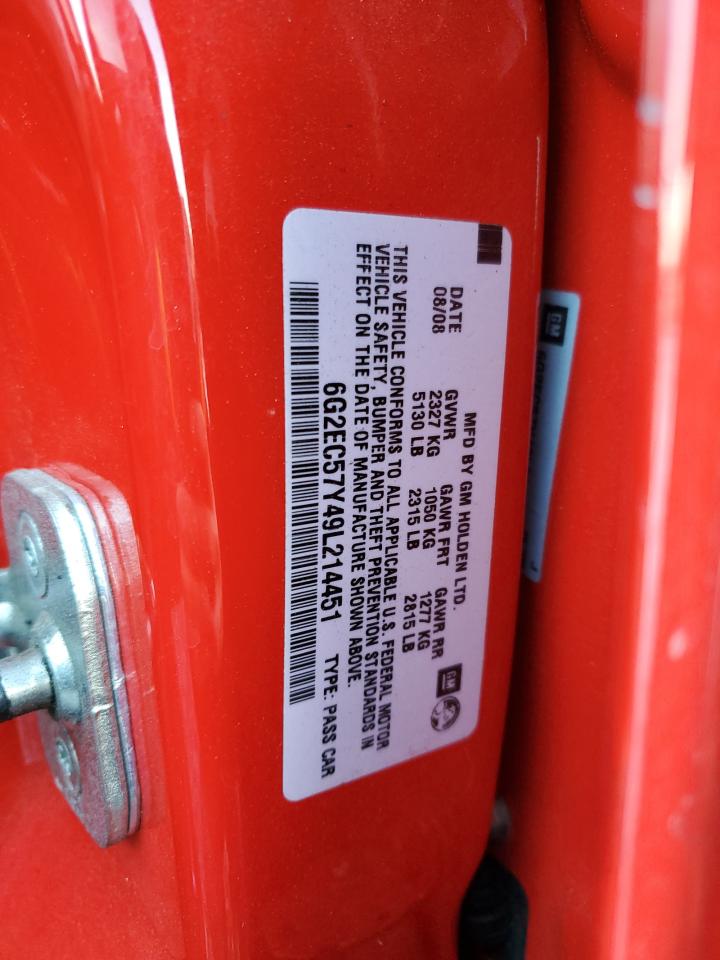 MFD BY GM HOLDEN LTD.
DATE GVWR GAWR FRT GAWR RR
08/08 2327 KG 1050 KG 1277 KG
5130 LB 2315 LB 2815 LB
GM
THIS VEHICLE CONFORMS TO ALL APPLICABLE U.S. FEDERAL MOTOR
VEHICLE SAFETY, BUMPER AND THEFT PREVENTION STANDARDS IN
EFFECT ON THE DATE OF MANUFACTURE SHOWN ABOVE.
6G2EC57Y49L214451 TYPE: PASS CAR
GM